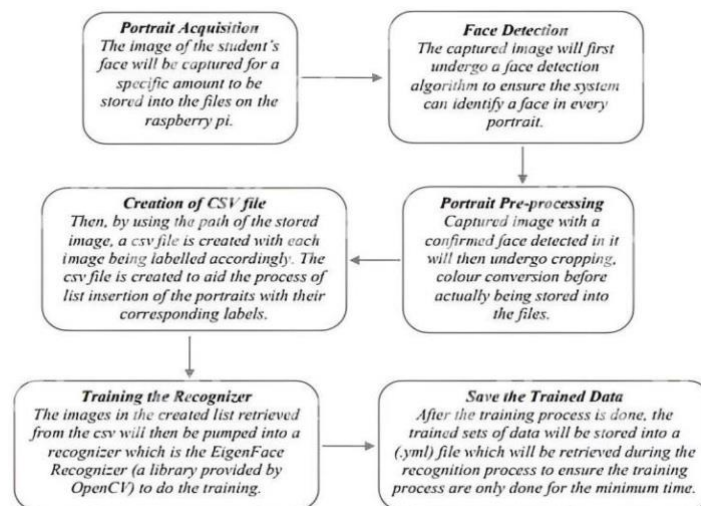 Portrait Acquisition
The image of the student's
face will be captured for a
specific amount to be
stored into the files on the
raspberry pi.
Face Detection
The captured image will first
undergo a face detection
algorithm to ensure the system
can identify a face in every
portrait.
Portrait Pre-processing
Captured image with a
confirmed face detected in it
will then undergo cropping,
colour conversion before
actually being stored into
the files.
Creation of CSV file
Then, by using the path of the stored
image, a csv file is created with each
image being labelled accordingly. The
csv file is created to aid the process of
list insertion of the portraits with their
corresponding labels.
Training the Recognizer
The images in the created list retrieved
from the csv will then be pumped into a
recognizer which is the EigenFace
Recognizer (a library provided by
OpenCV) to do the training.
Save the Trained Data
After the training process is done, the
trained sets of data will be stored into a
(.yml) file which will be retrieved during the
recognition process to ensure the training
process are only done for the minimum time.